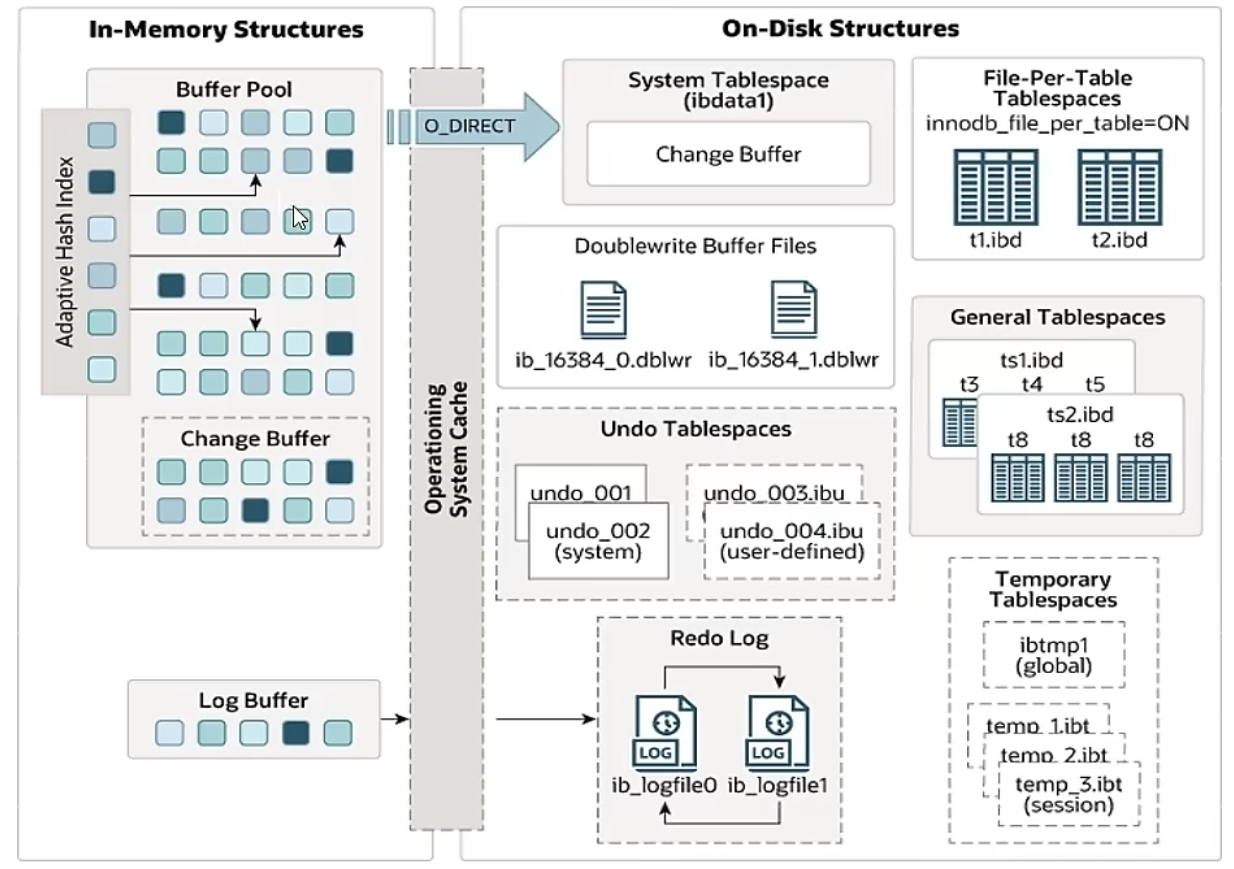 In-Memory Structures
Buffer Pool
Adaptive Hash Index
Change Buffer
Log Buffer
Operationing
System Cache
O_DIRECT
On-Disk Structures
System Tablespace
(ibdata1)
Change Buffer
Doublewrite Buffer Files
ib_16384_0.dblwr
ib_16384_1.dblwr
Undo Tablespaces
undo_001
undo_002
(system)
undo_003.ibu
undo_004.ibu
(user-defined)
Redo Log
LOG
LOG
ib_logfile0
ib_logfile1
File-Per-Table
Tablespaces
innodb_file_per_table=ON
t1.ibd
t2.ibd
General Tablespaces
ts1.ibd
t3 t4 t5
ts2.ibd
t8 t8 t8
Temporary
Tablespaces
ibtmp1
(global)
temp_1.ibt
temp_2.ibt
temp_3.ibt
(session)